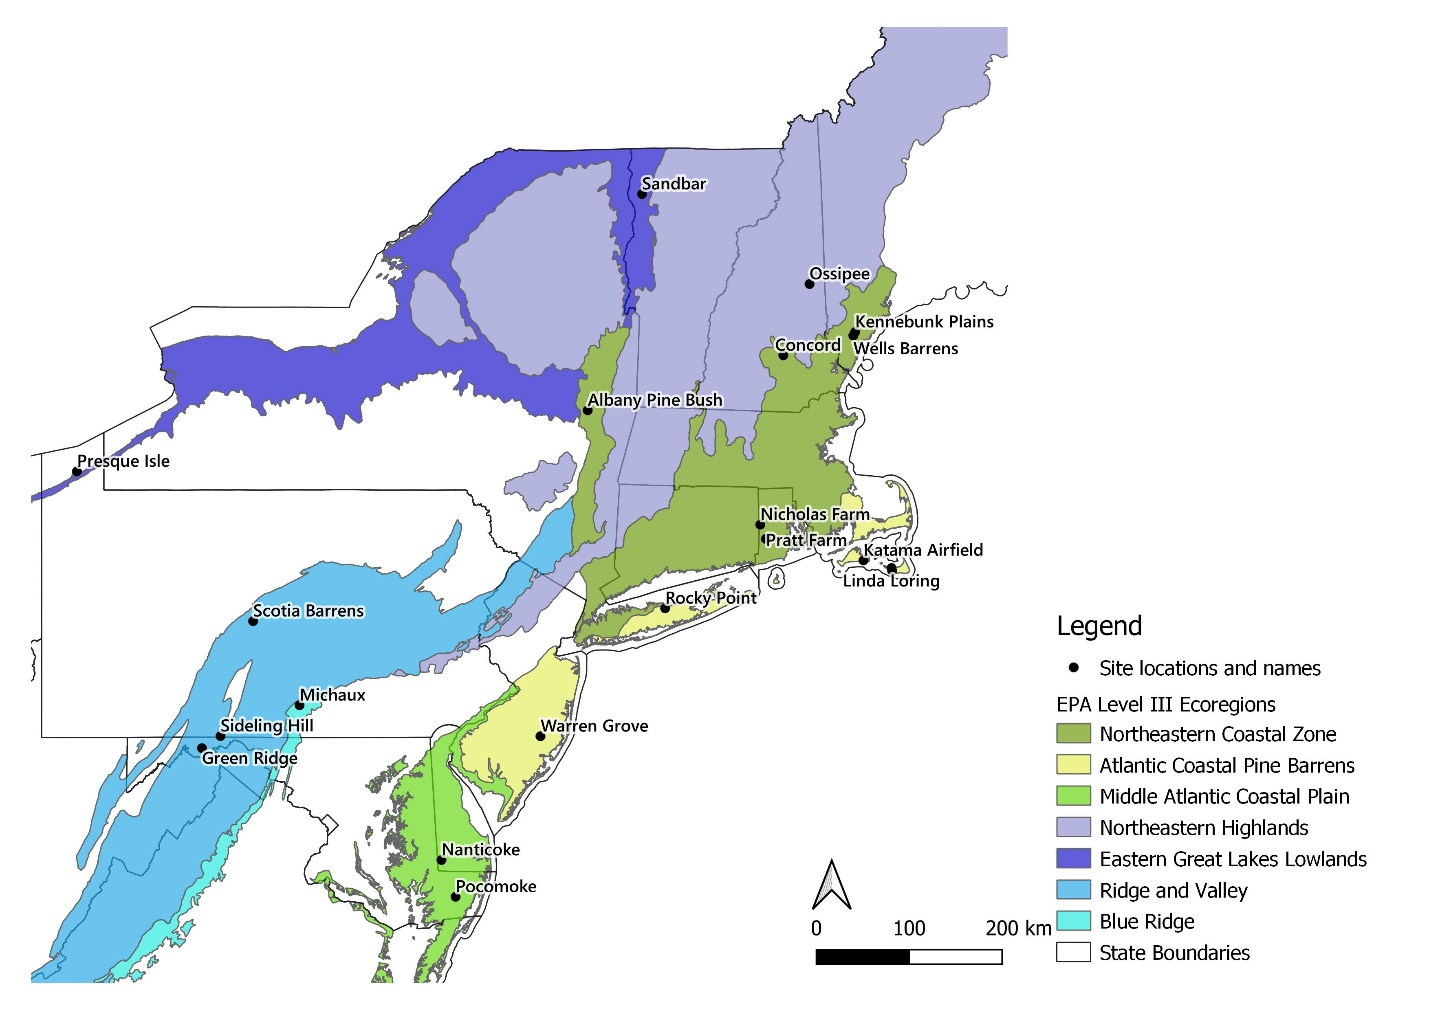 Sandbar
Ossipee
Kennebunk Plains
Concord
Wells Barrens
Albany Pine Bush
Presque Isle
Nicholas Farm
Pratt Farm
Katama Airfield
Linda Loring
Rocky Point
Scotia Barrens
Michaux
Sideling Hill
Warren Grove
Green Ridge
Nanticoke
Pocomoke
Legend
Site locations and names
EPA Level III Ecoregions
Northeastern Coastal Zone
Atlantic Coastal Pine Barrens
Middle Atlantic Coastal Plain
Northeastern Highlands
Eastern Great Lakes Lowlands
Ridge and Valley
Blue Ridge
State Boundaries
0 100 200 km